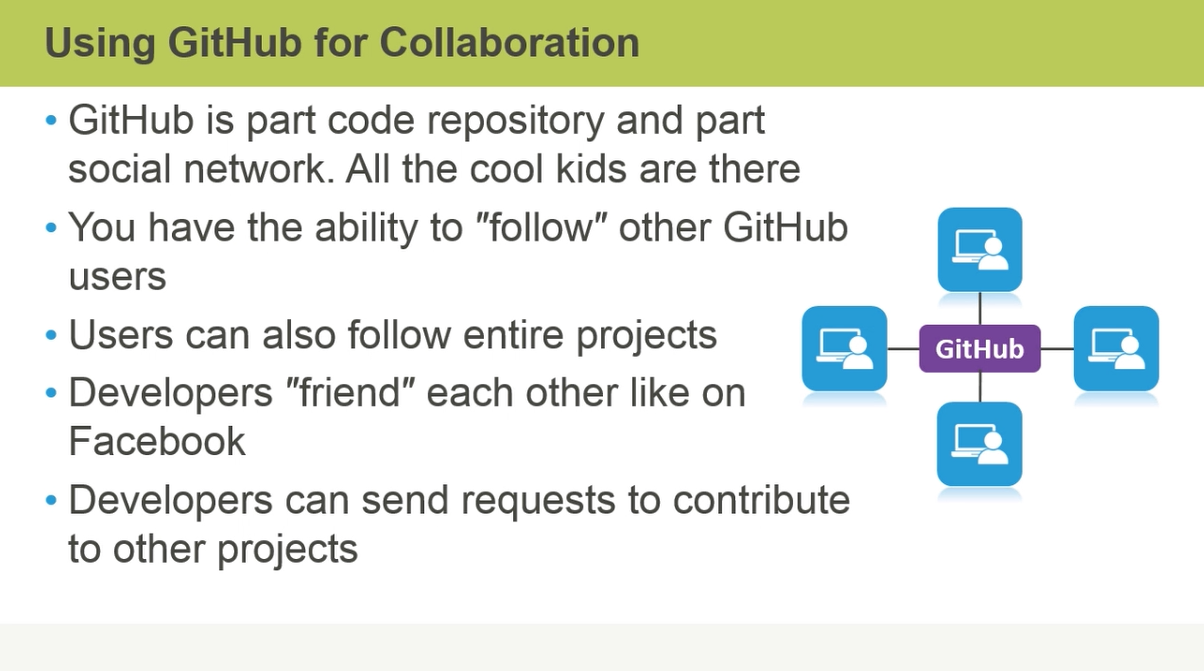 Using GitHub for Collaboration
• GitHub is part code repository and part
social network. All the cool kids are there
• You have the ability to "follow" other GitHub
users
• Users can also follow entire projects
• Developers "friend" each other like on
Facebook
• Developers can send requests to contribute
to other projects
GitHub